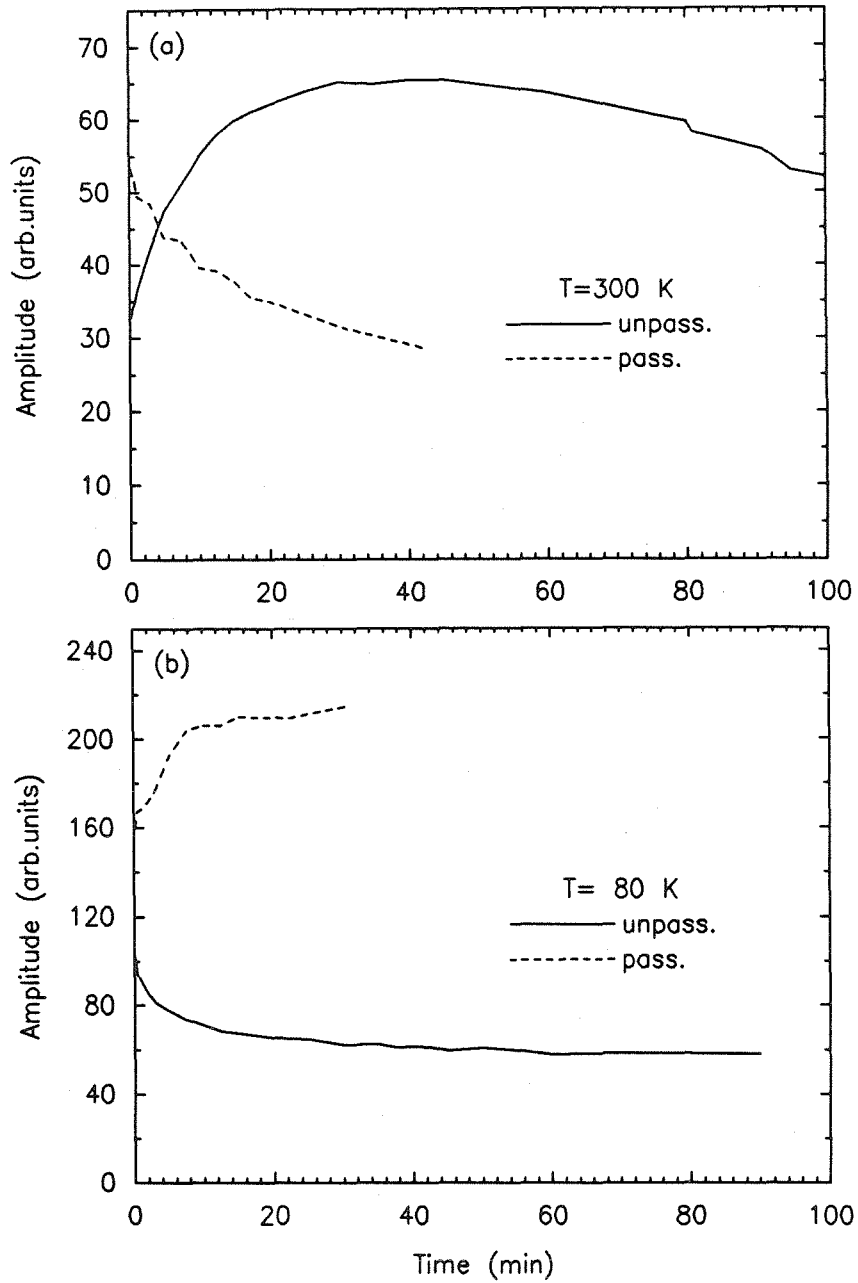 (a)
70
60
50
40
30
20
10
0
Amplitude (arb.units)
T=300 K
unpass.
pass.
0 20 40 60 80 100
(b)
240
200
160
120
80
40
0
Amplitude (arb.units)
T= 80 K
unpass.
pass.
0 20 40 60 80 100
Time (min)